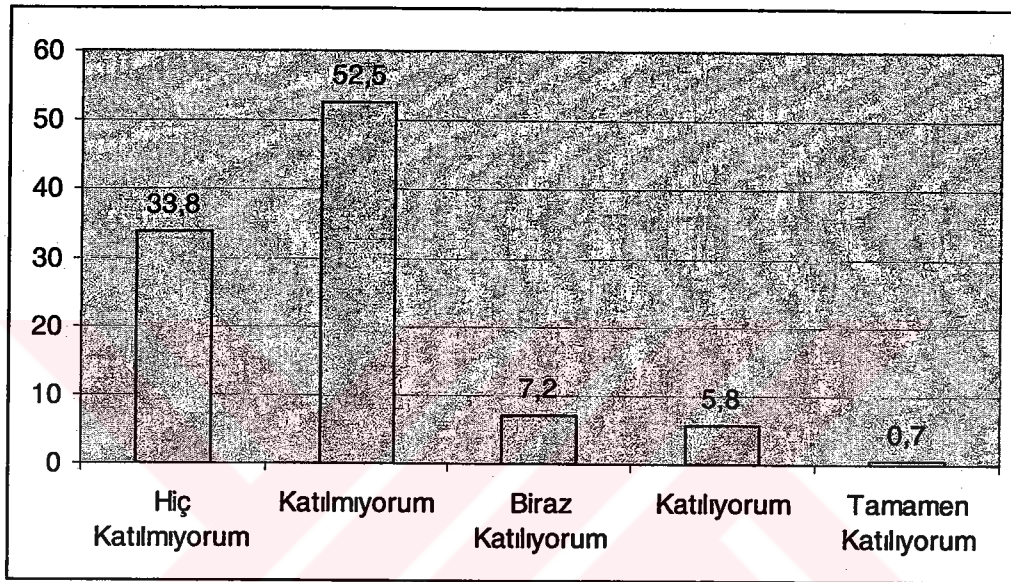 60
50
40
30
20
10
0
33,8
52,5
7,2
5,8
0,7
Hiç
Katılmıyorum
Katılmıyorum
Biraz
Katılıyorum
Katılıyorum
Tamamen
Katılıyorum